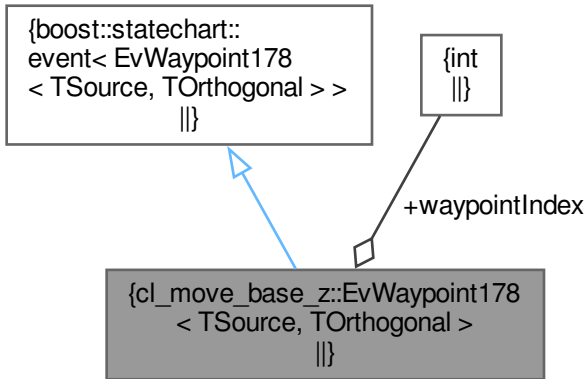 {boost::statechart::
event< EvWaypoint178
< TSource, TOrthogonal > >
||}
{int
||}
+waypointIndex
{cl_move_base_z::EvWaypoint178
< TSource, TOrthogonal >
||}